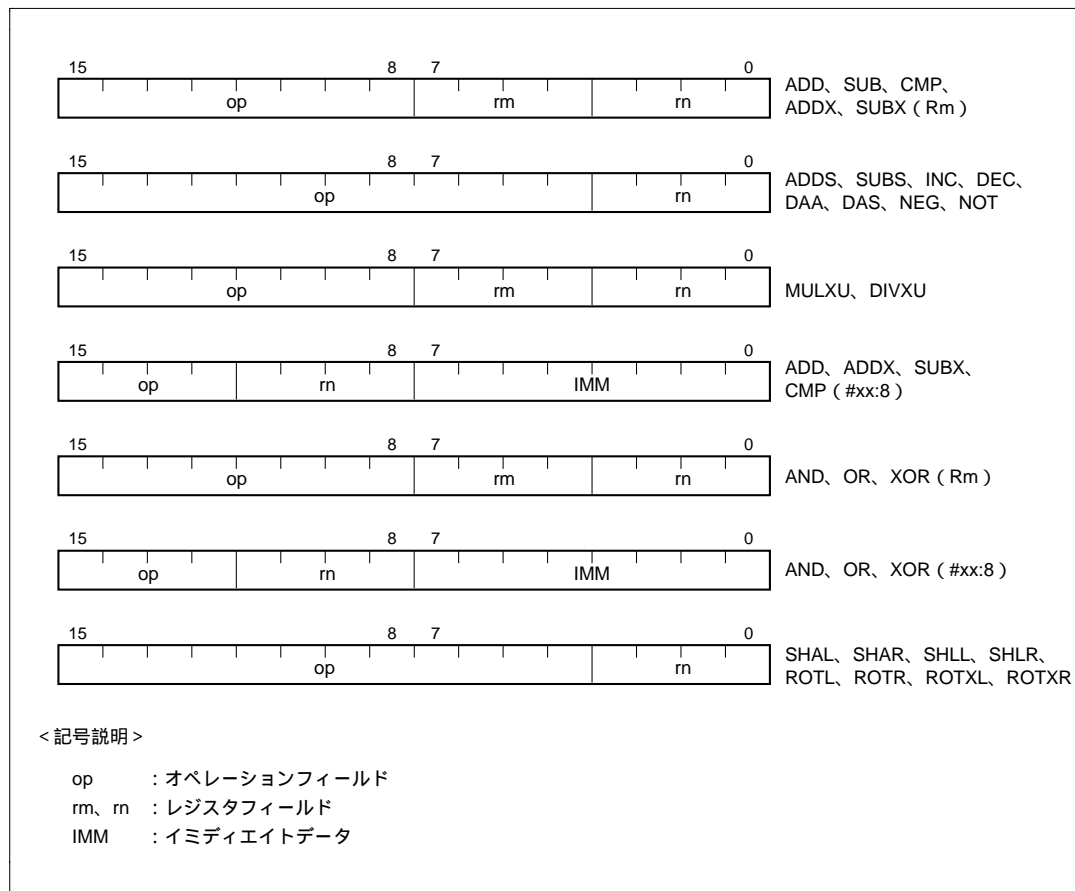 15 8 7 0
op rm rn
ADD、SUB、CMP、
ADDX、SUBX(Rm)
15 8 7 0
op rn
ADDS、SUBS、INC、DEC、
DAA、DAS、NEG、NOT
15 8 7 0
op rm rn
MULXU、DIVXU
15 8 7 0
op rn IMM
ADD、ADDX、SUBX、
CMP(#xx:8)
15 8 7 0
op rm rn
AND、OR、XOR(Rm)
15 8 7 0
op rn IMM
AND、OR、XOR(#xx:8)
15 8 7 0
op rn
SHAL、SHAR、SHLL、SHLR、
ROTL、ROTR、ROTXL、ROTXR
<記号説明>
op :オペレーションフィールド
rm、rn :レジスタフィールド
IMM :イミディエイトデータ